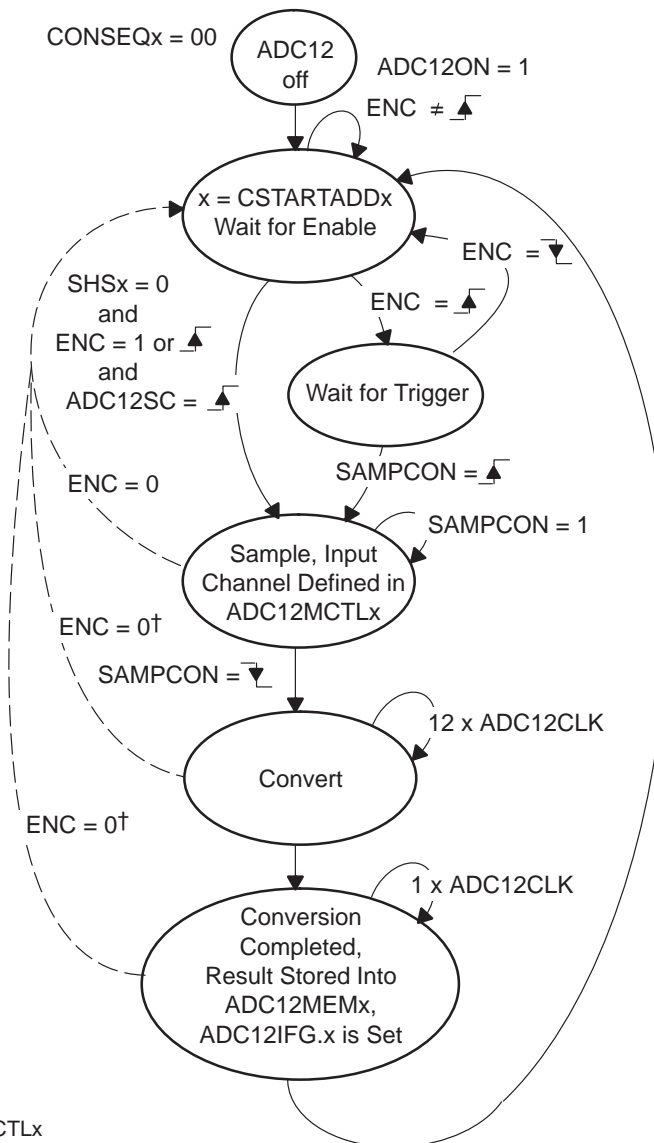 CONSEQx = 00
ADC12
off
ADC12ON = 1
ENC ≠
x = CSTARTADDx
Wait for Enable
ENC =
SHSx = 0
and
ENC = 1 or
and
ADC12SC =
ENC =
Wait for Trigger
ENC = 0
SAMPCON =
SAMPCON = 1
Sample, Input
Channel Defined in
ADC12MCTLx
ENC = 0†
SAMPCON =
12 x ADC12CLK
Convert
ENC = 0†
1 x ADC12CLK
Conversion
Completed,
Result Stored Into
ADC12MEMx,
ADC12IFG.x is Set
CTLx